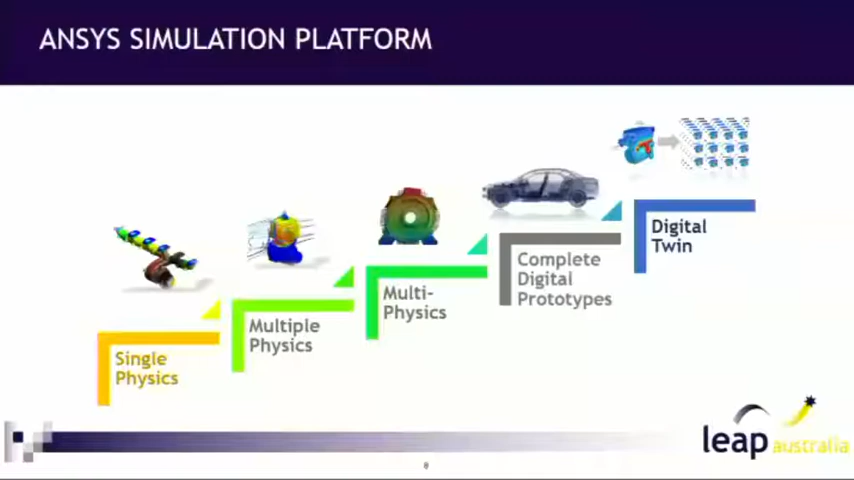 ANSYS SIMULATION PLATFORM
Digital
Twin
Complete
Digital
Prototypes
Multi-
Physics
Multiple
Physics
Single
Physics
leap australia